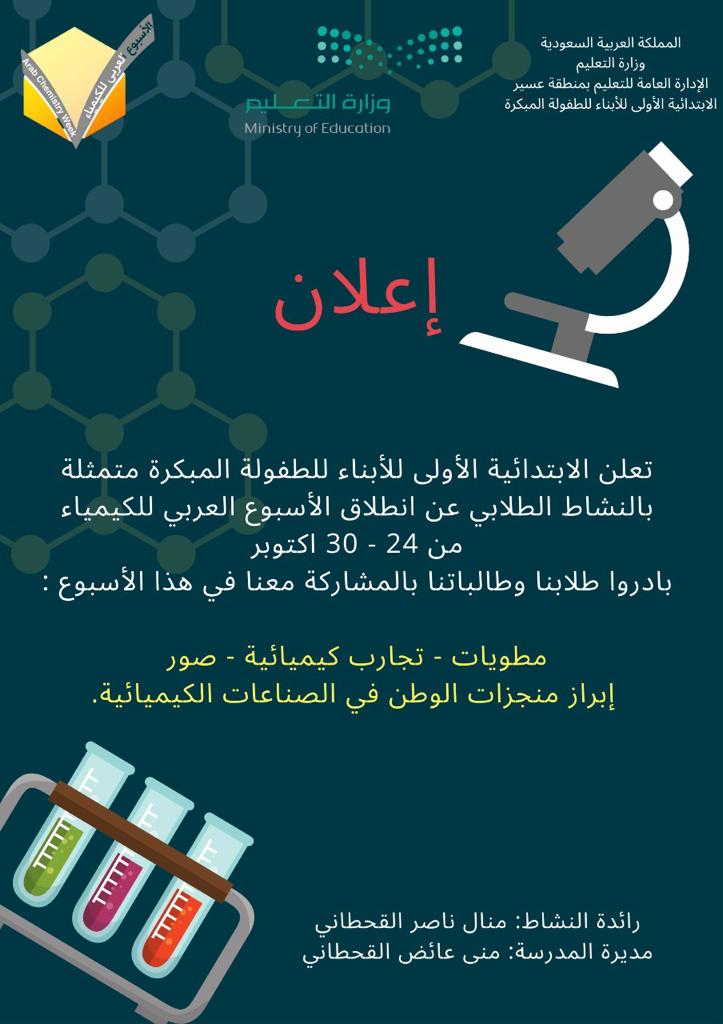 المملكة العربية السعودية
وزارة التعليم
الإدارة العامة للتعليم بمنطقة عسير
الابتدائية الأولى للأبناء للطفولة المبكرة
وزارة التعـــليم
Ministry of Education
الأسبوع العربي للكيمياء
Arab Chemistry Week
إعلان
تعلن الابتدائية الأولى للأبناء للطفولة المبكرة متمثلة
بالنشاط الطلابي عن انطلاق الأسبوع العربي للكيمياء
من 24 - 30 اكتوبر
بادروا طلابنا وطالباتنا بالمشاركة معنا في هذا الأسبوع :
مطويات - تجارب كيميائية - صور
إبراز منجزات الوطن في الصناعات الكيميائية.
رائدة النشاط: منال ناصر القحطاني
مديرة المدرسة: منى عائض القحطاني